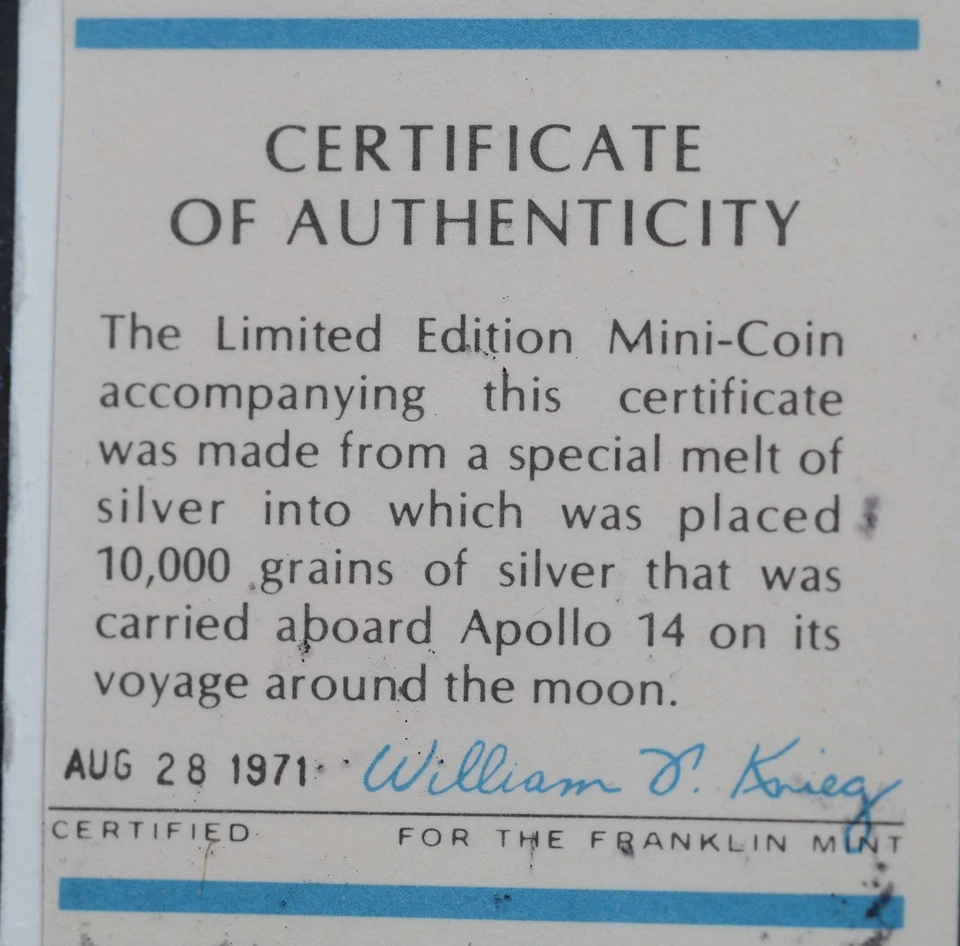 CERTIFICATE
OF AUTHENTICITY
The Limited Edition Mini-Coin
accompanying this certificate
was made from a special melt of
silver into which was placed
10,000 grains of silver that was
carried aboard Apollo 14 on its
voyage around the moon.
AUG 28 1971 William T. Krieg
CERTIFIED FOR THE FRANKLIN MINT